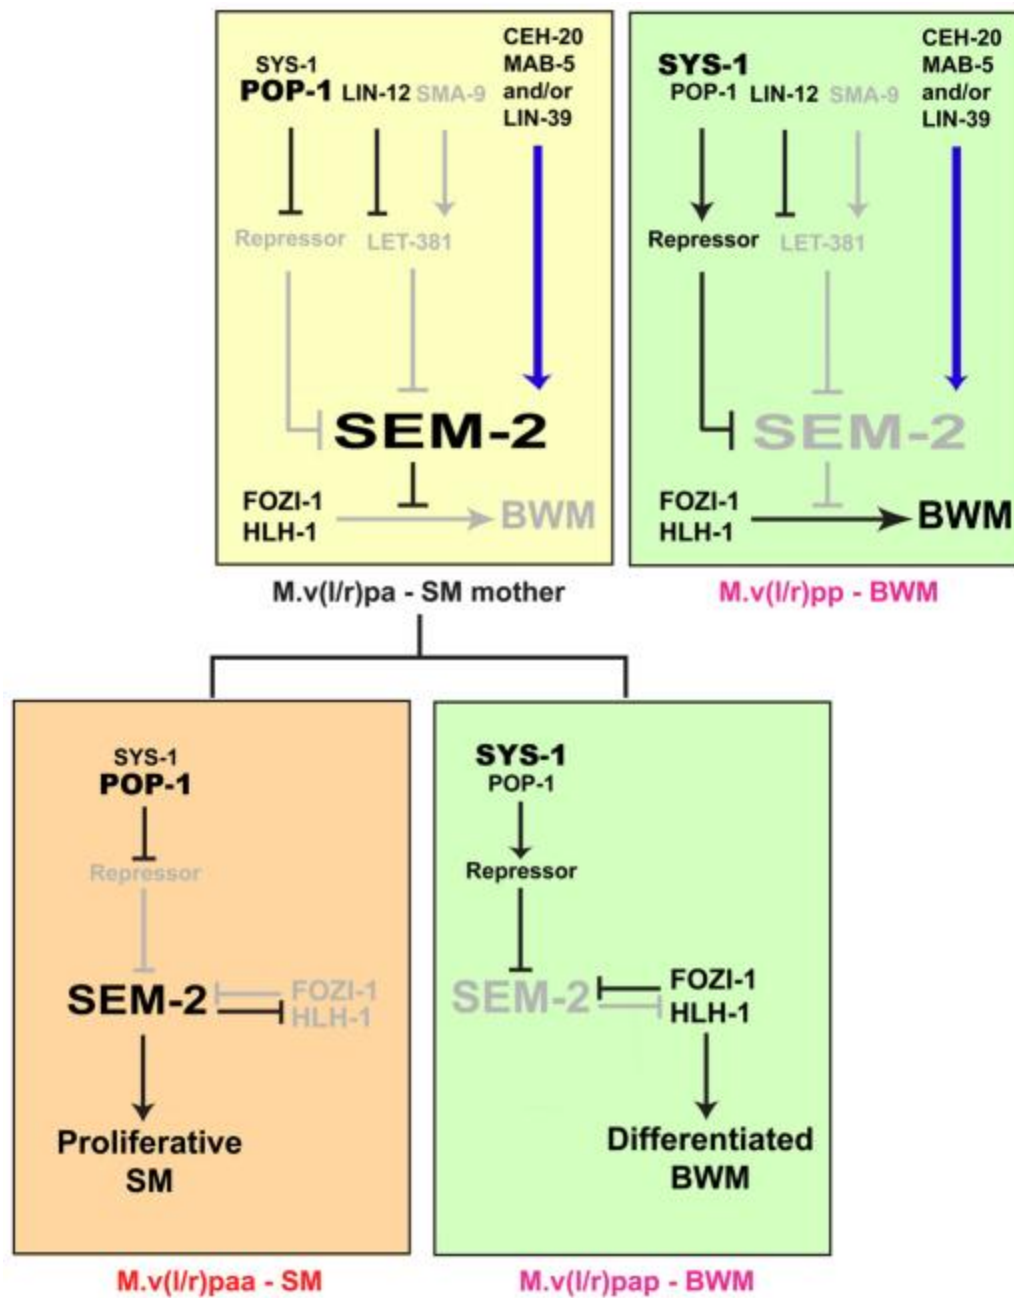 SYS-1
POP-1
LIN-12
SMA-9
CEH-20
MAB-5
and/or
LIN-39
Repressor
LET-381
SEM-2
FOZI-1
HLH-1
BWM
M.v(l/r)pa - SM mother
SYS-1
POP-1
LIN-12
SMA-9
CEH-20
MAB-5
and/or
LIN-39
Repressor
LET-381
SEM-2
FOZI-1
HLH-1
BWM
M.v(l/r)pp - BWM
SYS-1
POP-1
Repressor
SEM-2
FOZI-1
HLH-1
Proliferative
SM
M.v(l/r)paa - SM
SYS-1
POP-1
Repressor
SEM-2
FOZI-1
HLH-1
Differentiated
BWM
M.v(l/r)pap - BWM